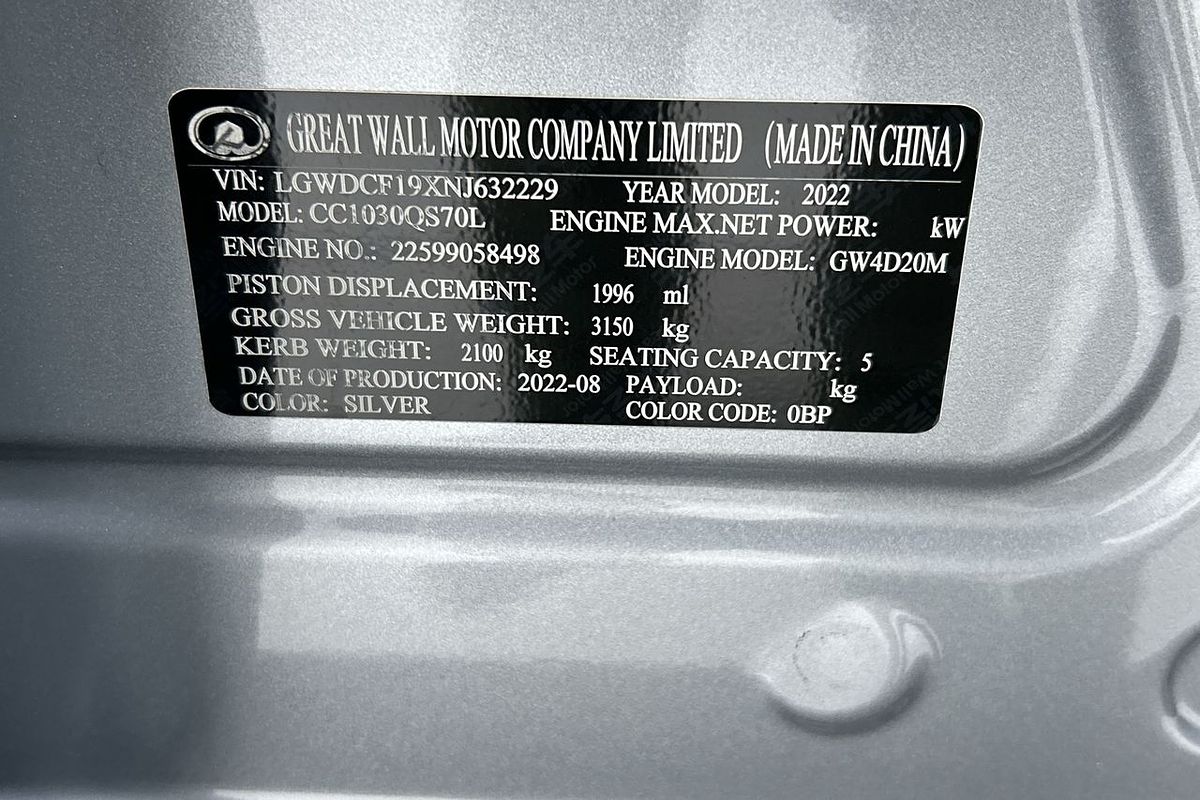 GREAT WALL MOTOR COMPANY LIMITED (MADE IN CHINA)
VIN: LGWDCF19XNJ632229 YEAR MODEL: 2022
MODEL: CC1030QS70L ENGINE MAX.NET POWER: kW
ENGINE NO.: 22599058498 ENGINE MODEL: GW4D20M
PISTON DISPLACEMENT: 1996 ml
GROSS VEHICLE WEIGHT: 3150 kg
KERB WEIGHT: 2100 kg SEATING CAPACITY: 5
DATE OF PRODUCTION: 2022-08 PAYLOAD: kg
COLOR: SILVER COLOR CODE: 0BP